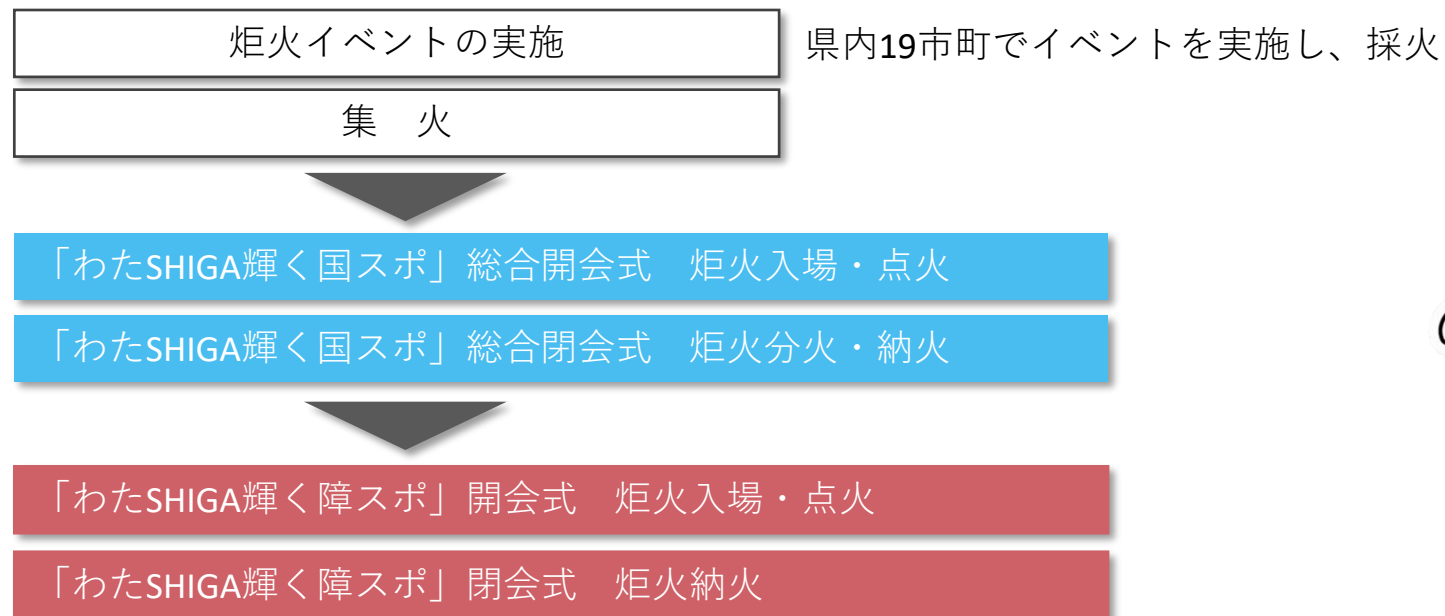 炬火イベントの実施
県内19市町でイベントを実施し、採火
集　火
「わたSHIGA輝く国スポ」総合開会式　炬火入場・点火
「わたSHIGA輝く国スポ」総合閉会式　炬火分火・納火
「わたSHIGA輝く障スポ」開会式　炬火入場・点火
「わたSHIGA輝く障スポ」閉会式　炬火納火